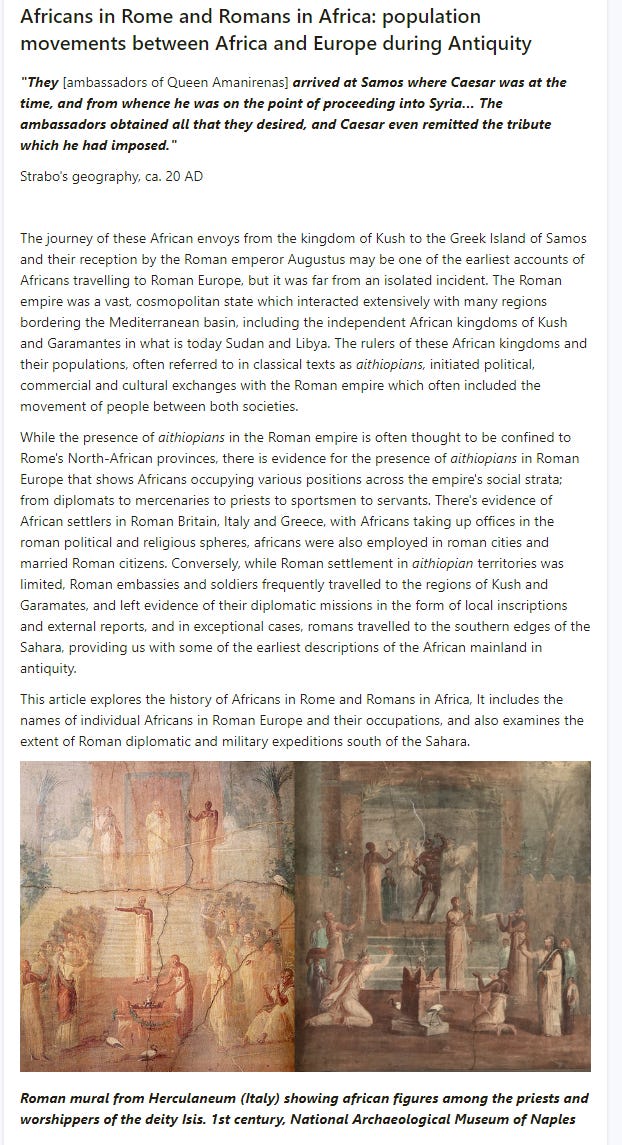 Africans in Rome and Romans in Africa: population
movements between Africa and Europe during Antiquity
"They [ambassadors of Queen Amanirenas] arrived at Samos where Caesar was at the
time, and from whence he was on the point of proceeding into Syria... The
ambassadors obtained all that they desired, and Caesar even remitted the tribute
which he had imposed."
Strabo's geography, ca. 20 AD
The journey of these African envoys from the kingdom of Kush to the Greek Island of Samos
and their reception by the Roman emperor Augustus may be one of the earliest accounts of
Africans travelling to Roman Europe, but it was far from an isolated incident. The Roman
empire was a vast, cosmopolitan state which interacted extensively with many regions
bordering the Mediterranean basin, including the independent African kingdoms of Kush
and Garamantes in what is today Sudan and Libya. The rulers of these African kingdoms and
their populations, often referred to in classical texts as aithiopians, initiated political,
commercial and cultural exchanges with the Roman empire which often included the
movement of people between both societies.
While the presence of aithiopians in the Roman empire is often thought to be confined to
Rome's North-African provinces, there is evidence for the presence of aithiopians in Roman
Europe that shows Africans occupying various positions across the empire's social strata;
from diplomats to mercenaries to priests to sportsmen to servants. There's evidence of
African settlers in Roman Britain, Italy and Greece, with Africans taking up offices in the
roman political and religious spheres, africans were also employed in roman cities and
married Roman citizens. Conversely, while Roman settlement in aithiopian territories was
limited, Roman embassies and soldiers frequently travelled to the regions of Kush and
Garamates, and left evidence of their diplomatic missions in the form of local inscriptions
and external reports, and in exceptional cases, romans travelled to the southern edges of the
Sahara, providing us with some of the earliest descriptions of the African mainland in
antiquity.
This article explores the history of Africans in Rome and Romans in Africa, It includes the
names of individual Africans in Roman Europe and their occupations, and also examines the
extent of Roman diplomatic and military expeditions south of the Sahara.
Roman mural from Herculaneum (Italy) showing african figures among the priests and
worshippers of the deity Isis. 1st century, National Archaeological Museum of Naples